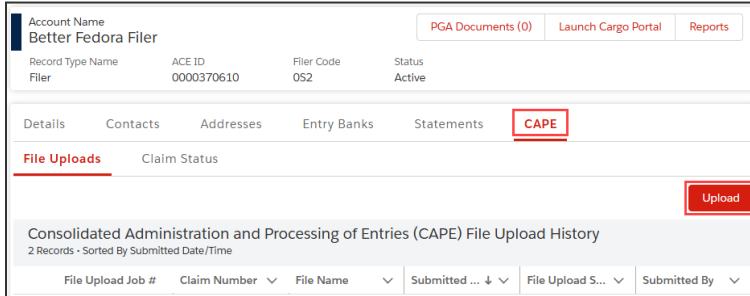 Account Name
Better Fedora Filer
PGA Documents (0) Launch Cargo Portal Reports
Record Type Name ACE ID Filer Code Status
Filer 0000370610 0S2 Active
Details Contacts Addresses Entry Banks Statements CAPE
File Uploads Claim Status
Upload
Consolidated Administration and Processing of Entries (CAPE) File Upload History
2 Records • Sorted By Submitted Date/Time
File Upload Job # Claim Number File Name Submitted ... File Upload S... Submitted By